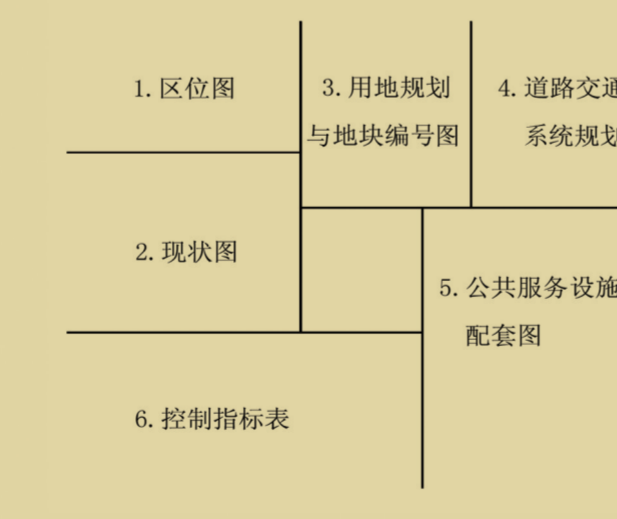 1. 区位图
3. 用地规划
与地块编号图
4. 道路交通
系统规划
2. 现状图
5. 公共服务设施
配套图
6. 控制指标表